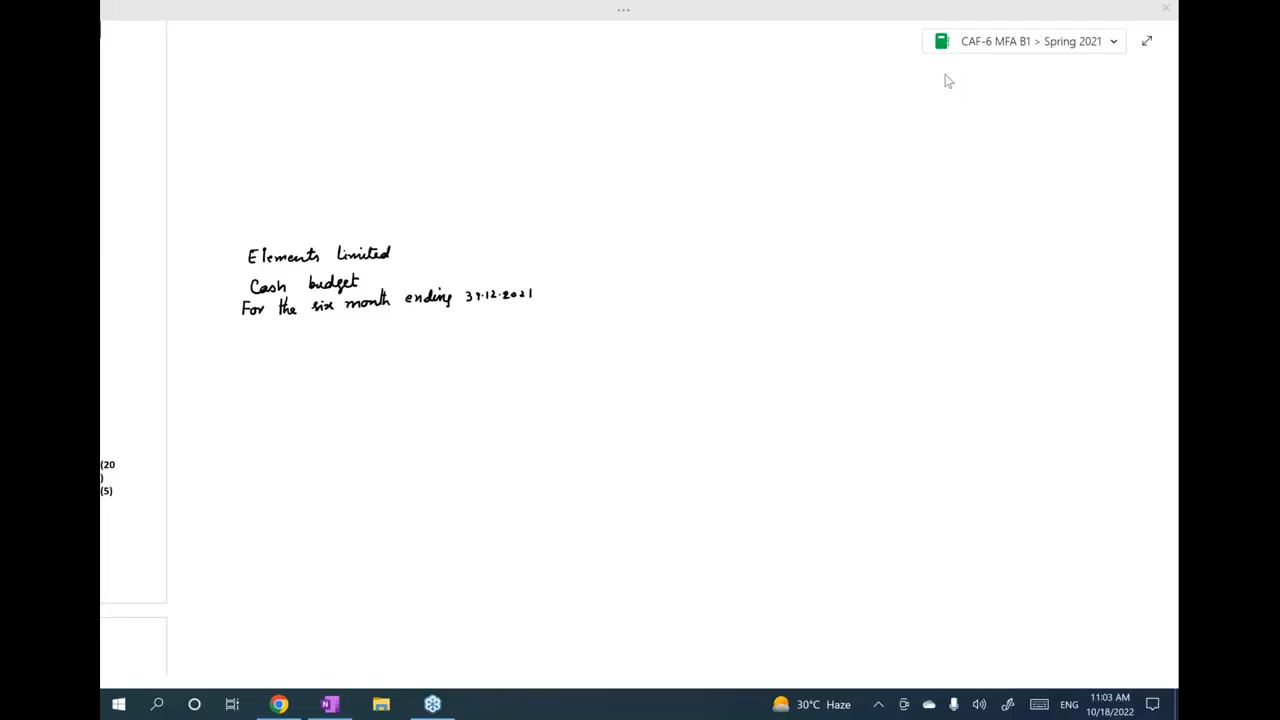 CAF-6 MFA B1 > Spring 2021
Elements Limited
Cash budget
For the six month ending 31.12.2021
(20
)
(5)
30°C Haze
ENG
11:03 AM
10/18/2022